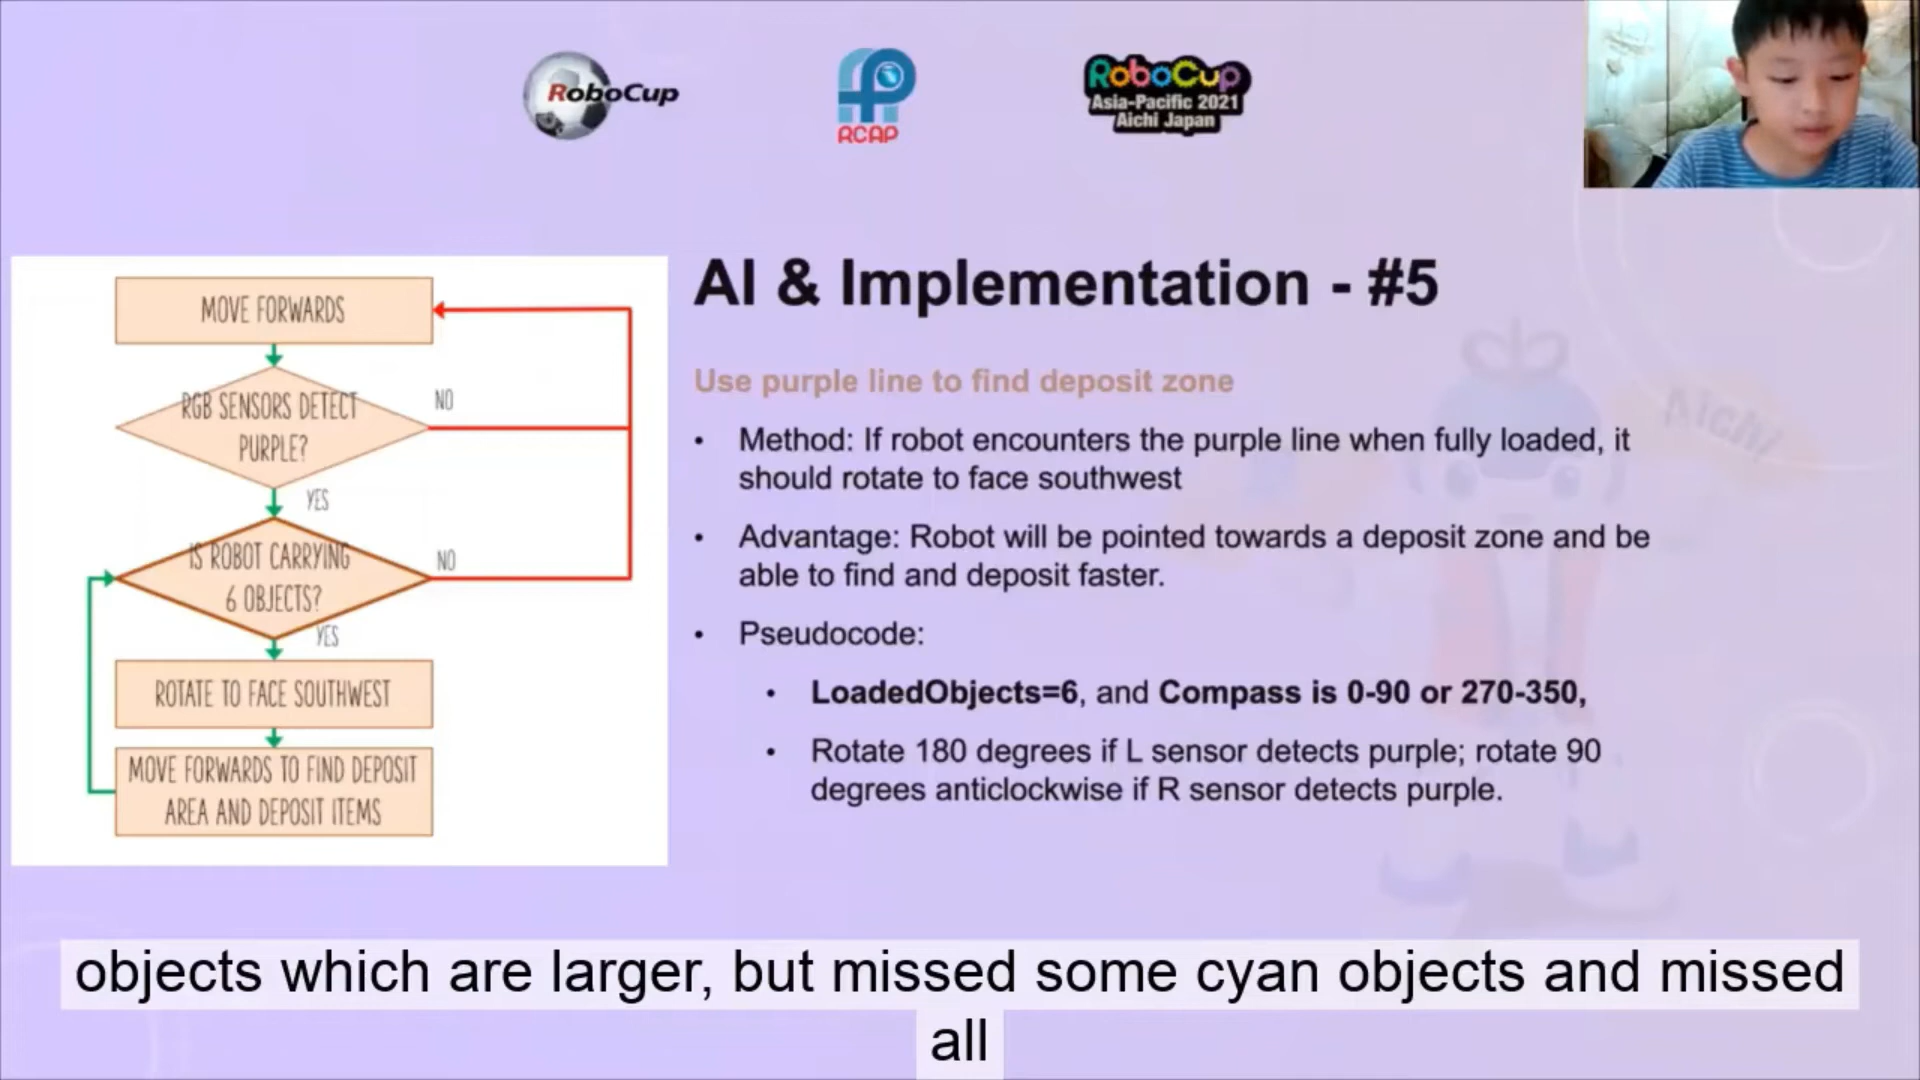 RoboCup
RCAP
RoboCup
Asia-Pacific 2021
Aichi Japan
MOVE FORWARDS
RGB SENSORS DETECT
PURPLE?
NO
YES
IS ROBOT CARRYING
6 OBJECTS?
NO
YES
ROTATE TO FACE SOUTHWEST
MOVE FORWARDS TO FIND DEPOSIT
AREA AND DEPOSIT ITEMS
AI & Implementation - #5
Use purple line to find deposit zone
• Method: If robot encounters the purple line when fully loaded, it
should rotate to face southwest
• Advantage: Robot will be pointed towards a deposit zone and be
able to find and deposit faster.
• Pseudocode:
• LoadedObjects=6, and Compass is 0-90 or 270-350,
• Rotate 180 degrees if L sensor detects purple; rotate 90
degrees anticlockwise if R sensor detects purple.
Aichi
objects which are larger, but missed some cyan objects and missed
all